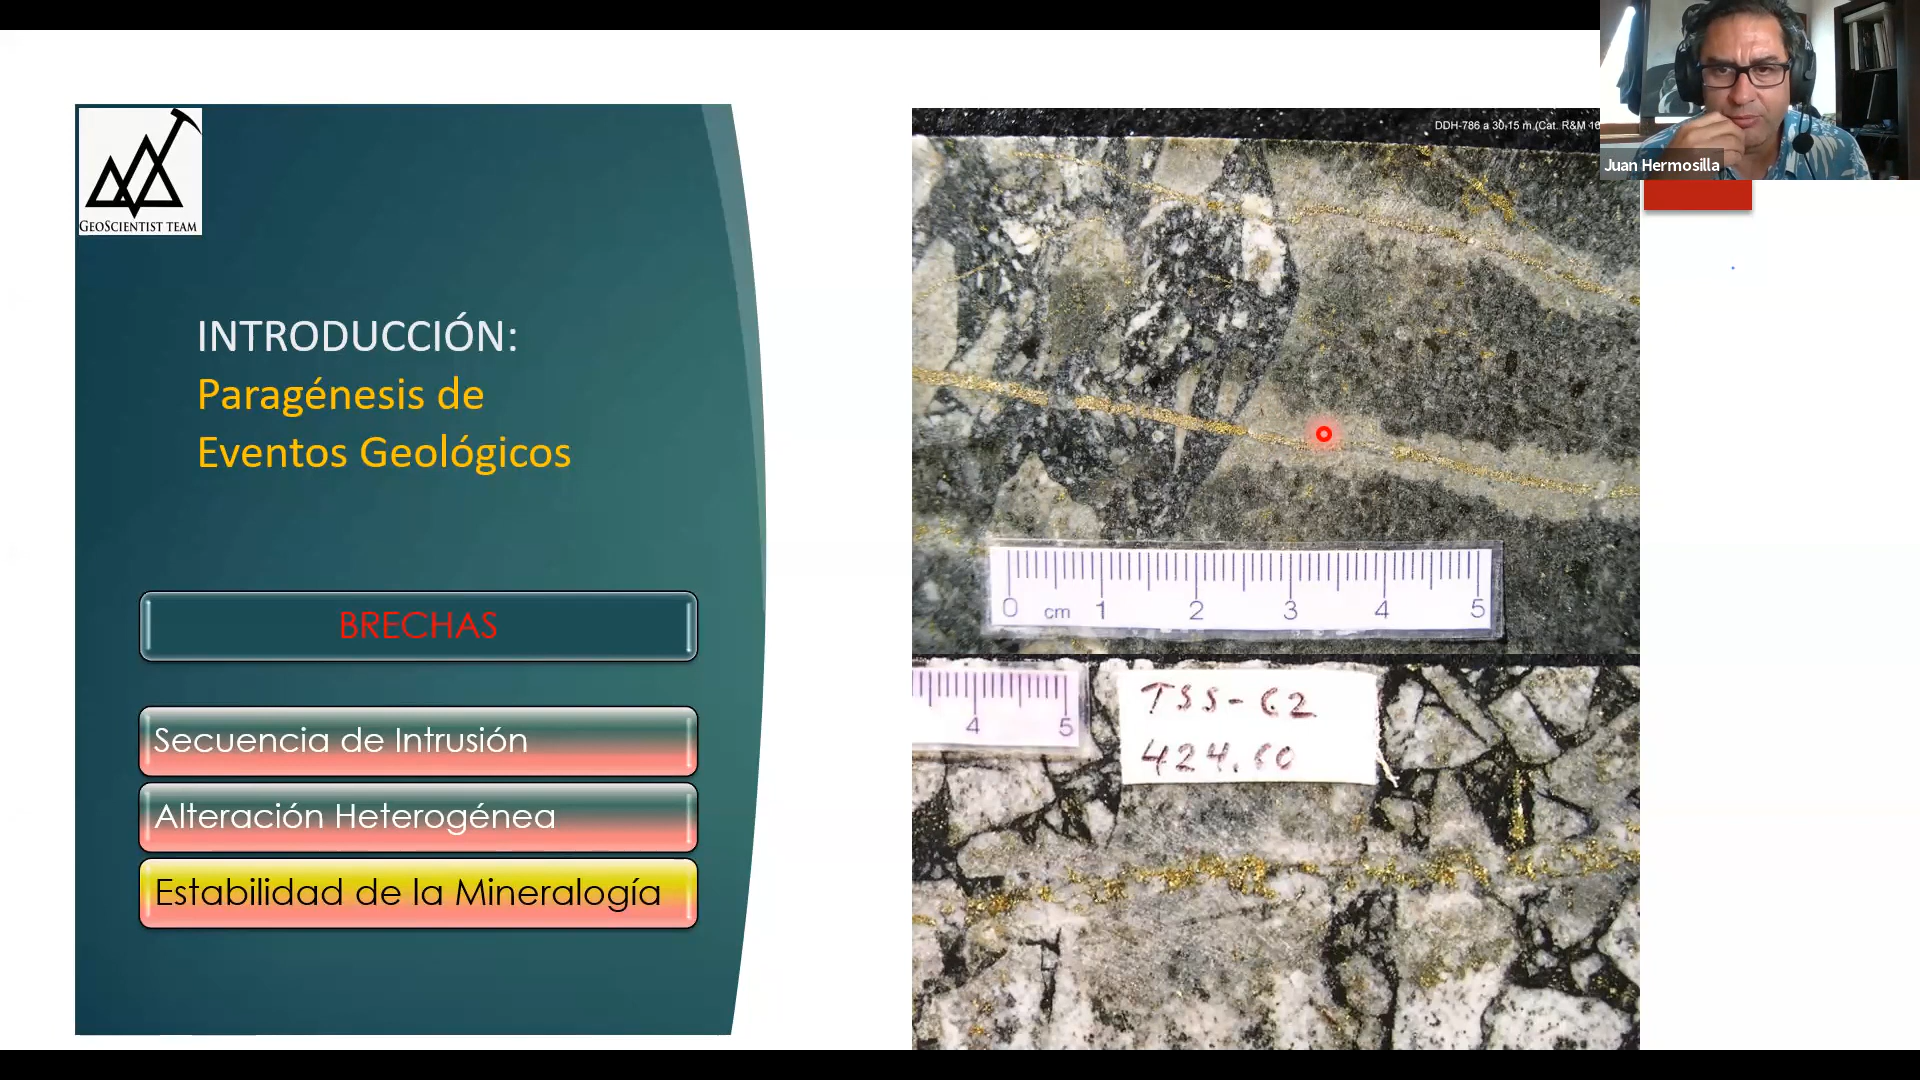 GEOSCIENTIST TEAM
INTRODUCCIÓN:
Paragénesis de
Eventos Geológicos
BRECHAS
Secuencia de Intrusión
Alteración Heterogénea
Estabilidad de la Mineralogía
DDH-786 a 30.15 m (Cat. R&M
0 cm 1 2 3 4 5
4 5
TSS-62
424.60
Juan Hermosilla